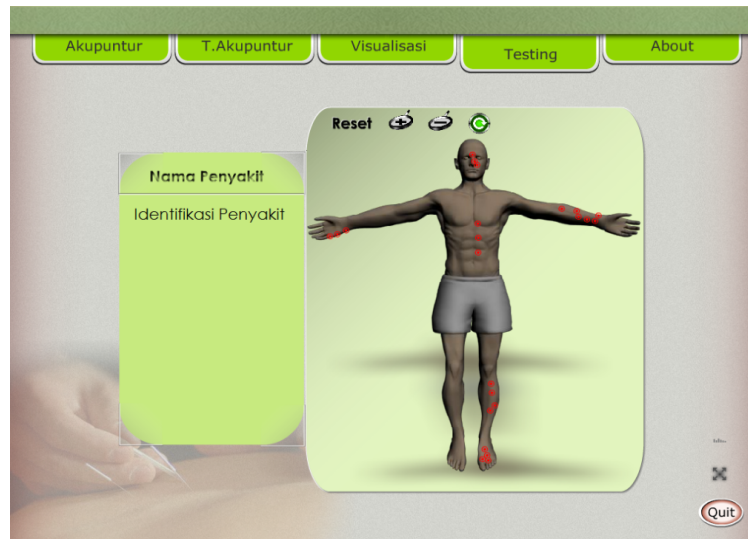 Akupuntur
T.Akupuntur
Visualisasi
Testing
About
Reset
Nama Penyakit
Identifikasi Penyakit
Quit